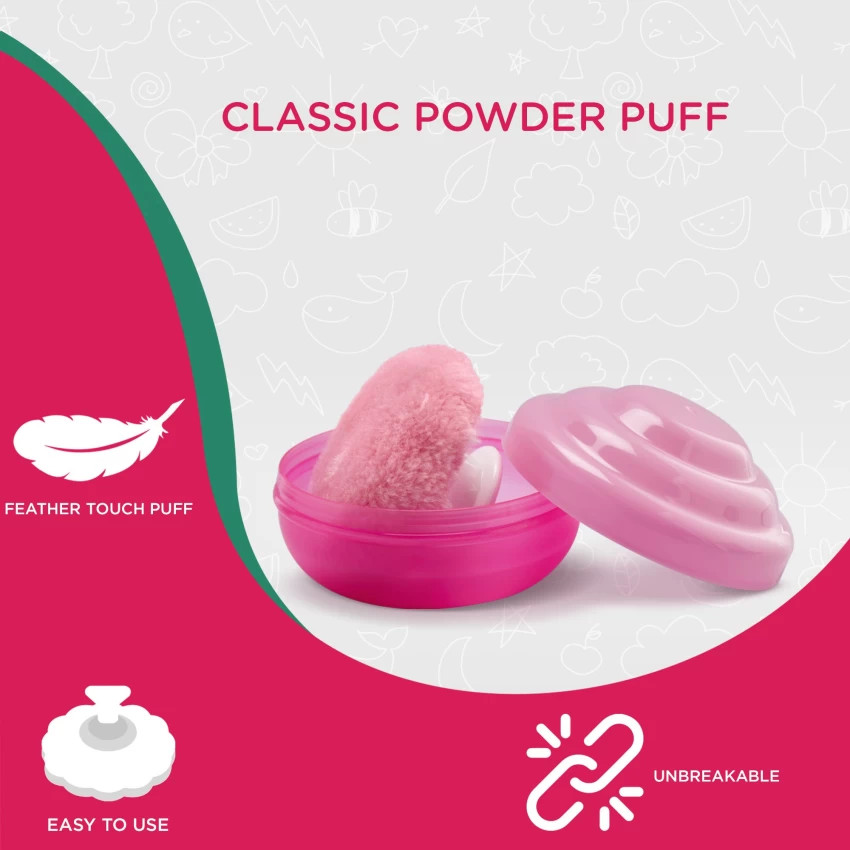 CLASSIC POWDER PUFF
FEATHER TOUCH PUFF
EASY TO USE
UNBREAKABLE